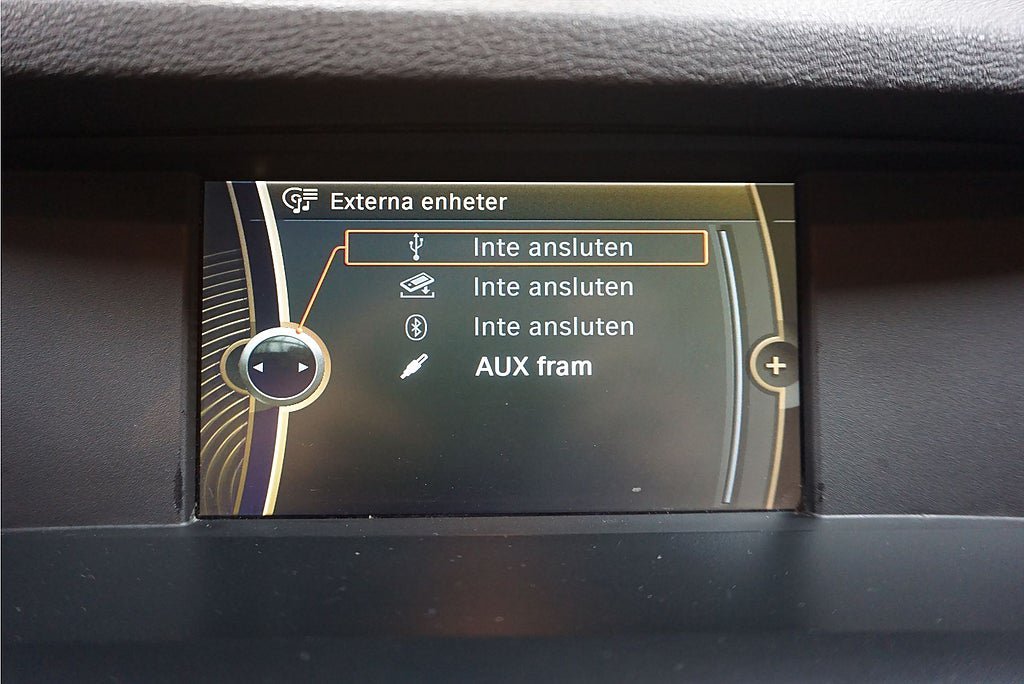 Externa enheter
Inte ansluten
Inte ansluten
Inte ansluten
AUX fram